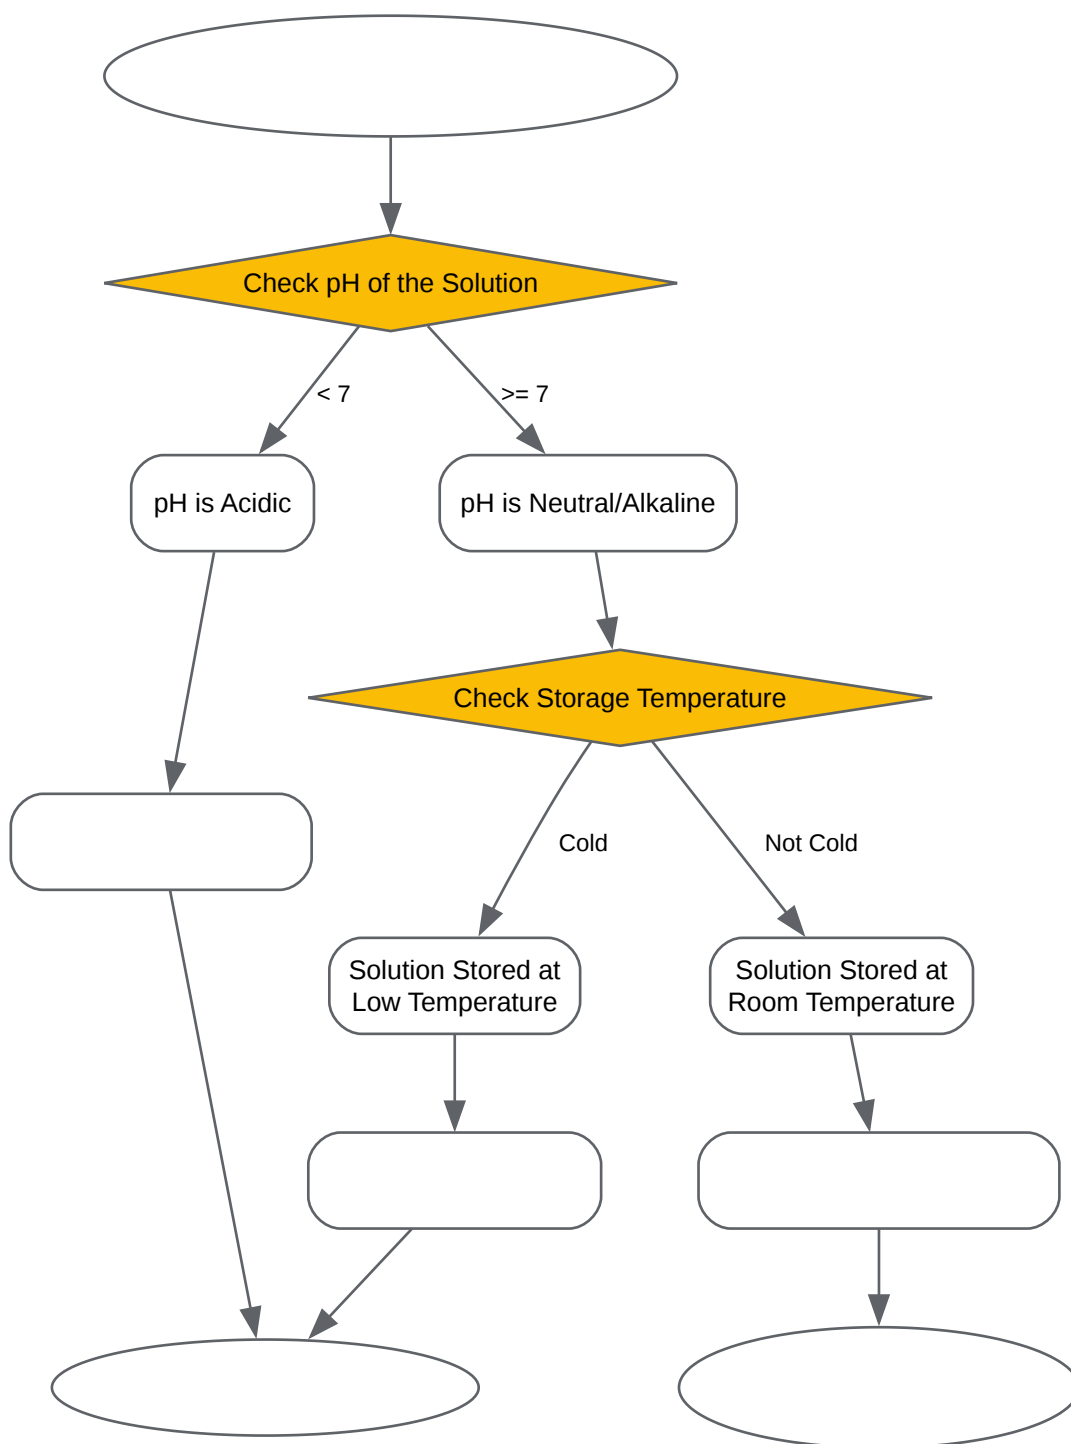 Check pH of the Solution
< 7
>= 7
pH is Acidic
pH is Neutral/Alkaline
Check Storage Temperature
Cold
Not Cold
Solution Stored at
Low Temperature
Solution Stored at
Room Temperature